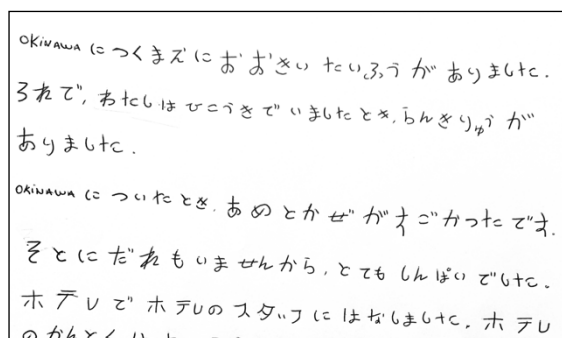 OKINAWA につくまえに おおきい たいふうが ありました.
それで, わたしは ひこうきで いましたとき, らんきりゅうが
ありました.
OKINAWA に ついたとき, あめとかぜが すごかったです.
そとに だれも いませんから, とても しんぱいでした.
ホテルで ホテルの スタッフに はなしました. ホテル